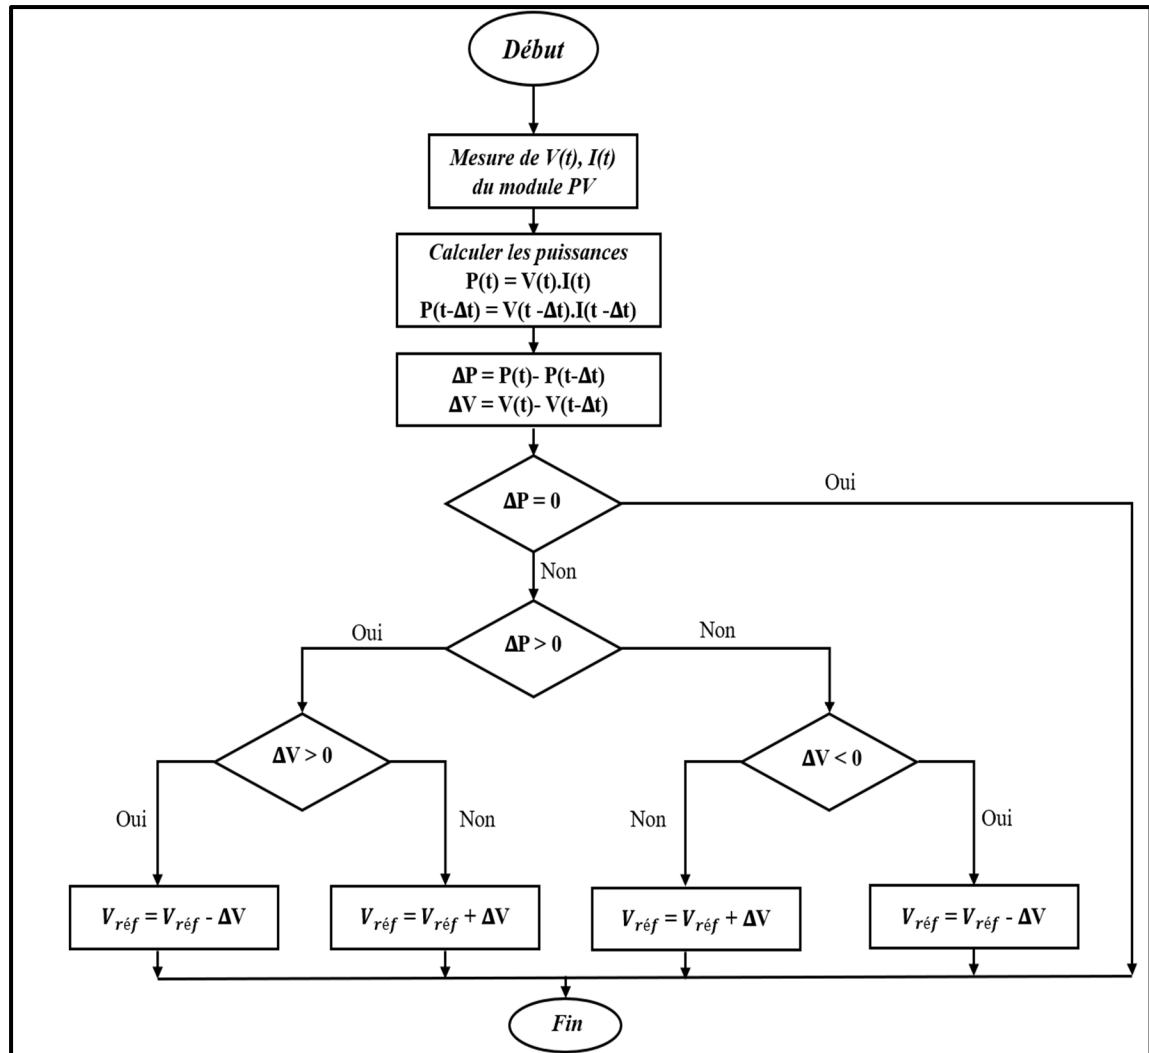 Début
Mesure de V(t), I(t)
du module PV
Calculer les puissances
P(t) = V(t).I(t)
P(t-Δt) = V(t -Δt).I(t -Δt)
ΔP = P(t)- P(t-Δt)
ΔV = V(t)- V(t-Δt)
ΔP = 0
Oui
Non
ΔP > 0
Oui
Non
ΔV > 0
ΔV < 0
Oui
Non
Non
Oui
Vréf = Vréf - ΔV
Vréf = Vréf + ΔV
Vréf = Vréf + ΔV
Vréf = Vréf - ΔV
Fin